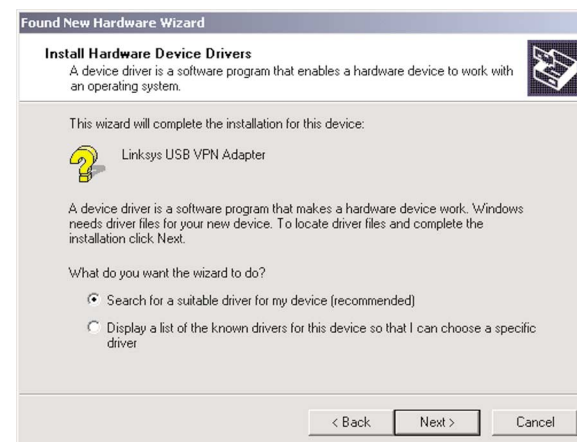 Found New Hardware Wizard
Install Hardware Device Drivers
A device driver is a software program that enables a hardware device to work with
an operating system.
This wizard will complete the installation for this device:
Linksys USB VPN Adapter
A device driver is a software program that makes a hardware device work. Windows
needs driver files for your new device. To locate driver files and complete the
installation click Next.
What do you want the wizard to do?
Search for a suitable driver for my device (recommended)
Display a list of the known drivers for this device so that I can choose a specific
driver
< Back Next > Cancel